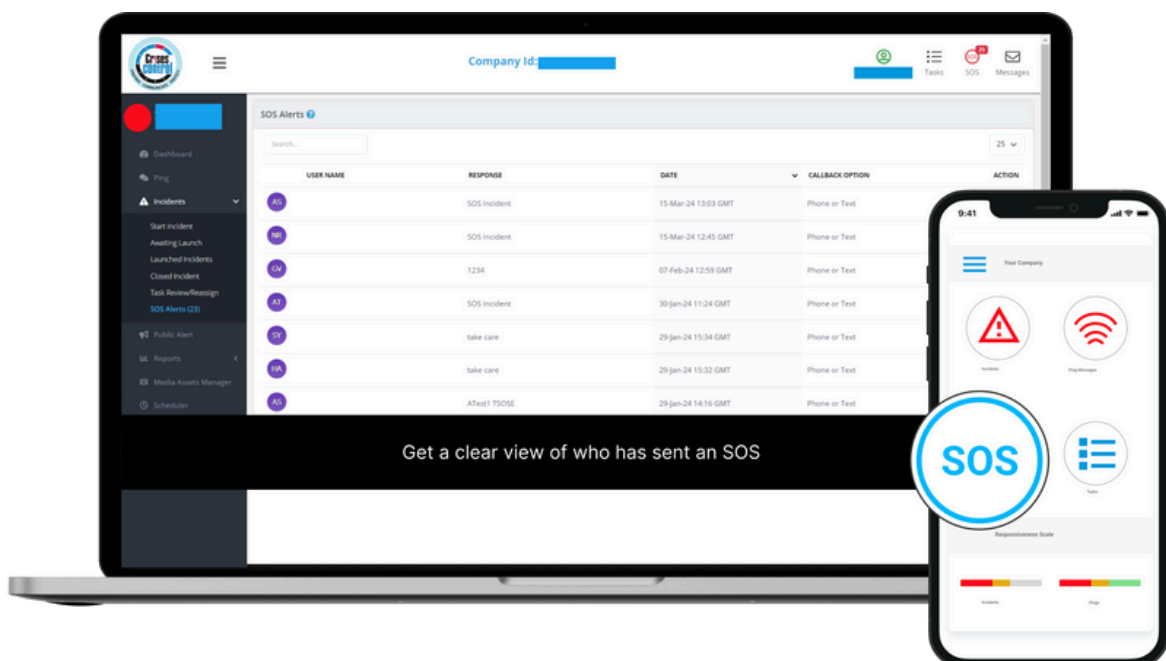 Crises
Control
Company Id:
Tasks
25
SOS
Messages
SOS Alerts
Search...
25
USER NAME RESPONSE DATE CALLBACK OPTION ACTION
AS SOS Incident 15-Mar-24 13:03 GMT Phone or Text
NR SOS Incident 15-Mar-24 12:45 GMT Phone or Text
GV 1234 07-Feb-24 12:59 GMT Phone or Text
AT SOS Incident 30-Jan-24 11:24 GMT Phone or Text
SY take care 29-Jan-24 15:34 GMT Phone or Text
HA take care 29-Jan-24 15:32 GMT Phone or Text
AS ATest1 TSOSE 29-Jan-24 14:16 GMT Phone or Text
Dashboard
Ping
Incidents
Start Incident
Awaiting Launch
Launched Incidents
Closed Incident
Task Review/Reassign
SOS Alerts (23)
Public Alert
Reports
Media Assets Manager
Scheduler
Get a clear view of who has sent an SOS
9:41
Your Company
Incidents
Ping Messages
SOS
Tasks
Responsiveness Scale
Incidents
Pings